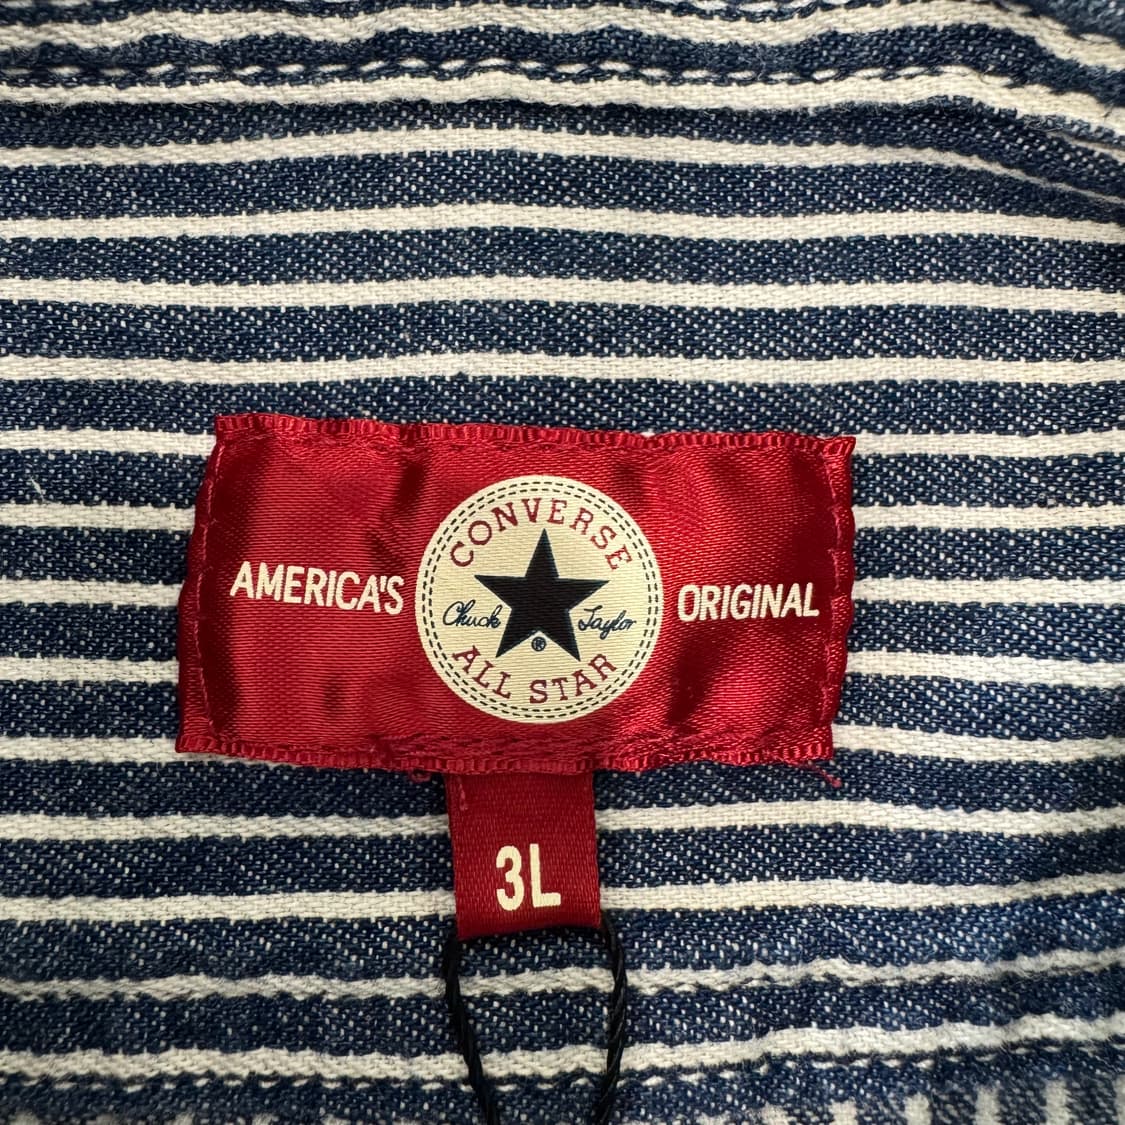 CONVERSE
AMERICA'S Chuck Taylor ORIGINAL
®
ALL STAR
3L